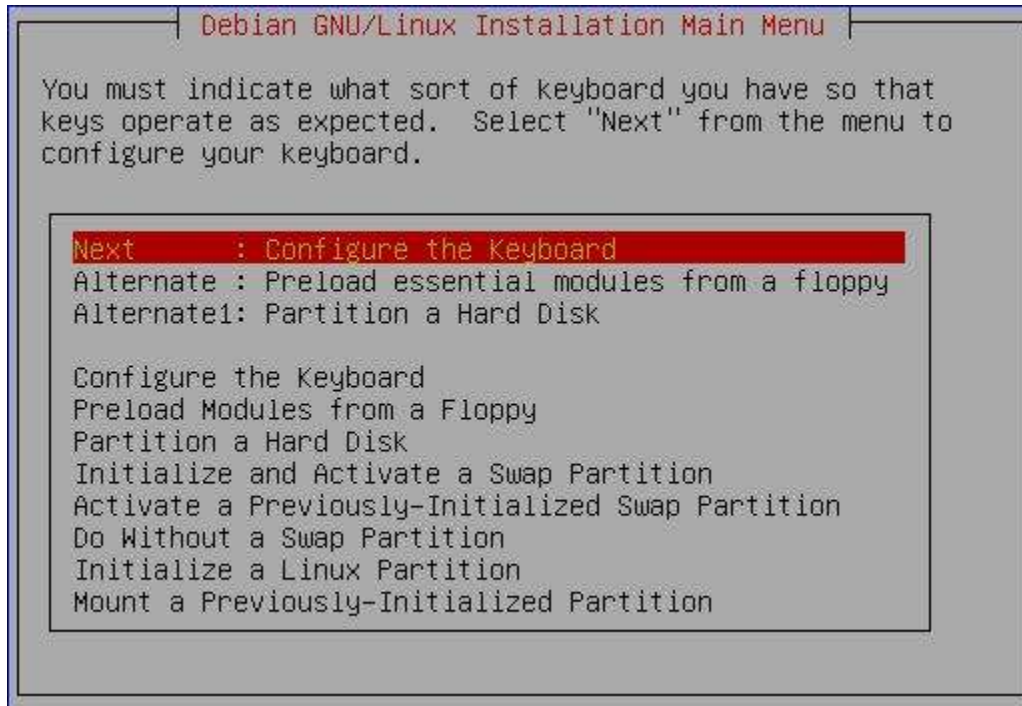 Debian GNU/Linux Installation Main Menu
You must indicate what sort of keyboard you have so that
keys operate as expected.  Select "Next" from the menu to
configure your keyboard.
Next      : Configure the Keyboard
Alternate : Preload essential modules from a floppy
Alternate1: Partition a Hard Disk
Configure the Keyboard
Preload Modules from a Floppy
Partition a Hard Disk
Initialize and Activate a Swap Partition
Activate a Previously-Initialized Swap Partition
Do Without a Swap Partition
Initialize a Linux Partition
Mount a Previously-Initialized Partition